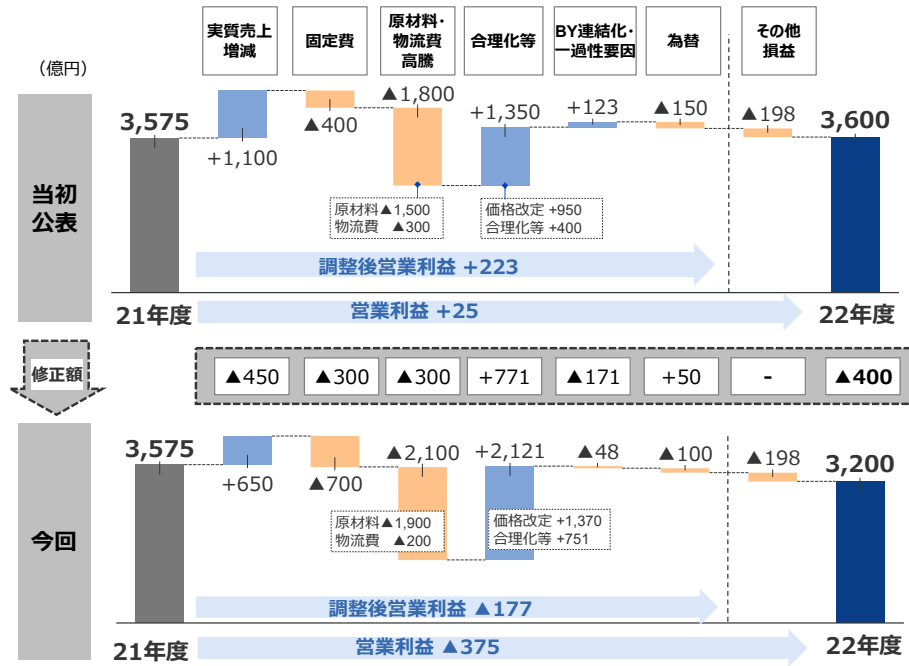 （億円）
実質売上
増減
固定費
原材料・
物流費
高騰
合理化等
BY連結化・
一過性要因
為替
その他
損益
当初
公表
3,575
+1,100
▲400
▲1,800
+1,350
+123
▲150
▲198
3,600
原材料▲1,500
物流費 ▲300
価格改定 +950
合理化等 +400
調整後営業利益 +223
営業利益 +25
21年度
22年度
修正額
▲450
▲300
▲300
+771
▲171
+50
-
▲400
今回
3,575
+650
▲700
▲2,100
+2,121
▲48
▲100
▲198
3,200
原材料▲1,900
物流費 ▲200
価格改定 +1,370
合理化等 +751
調整後営業利益 ▲177
営業利益 ▲375
21年度
22年度